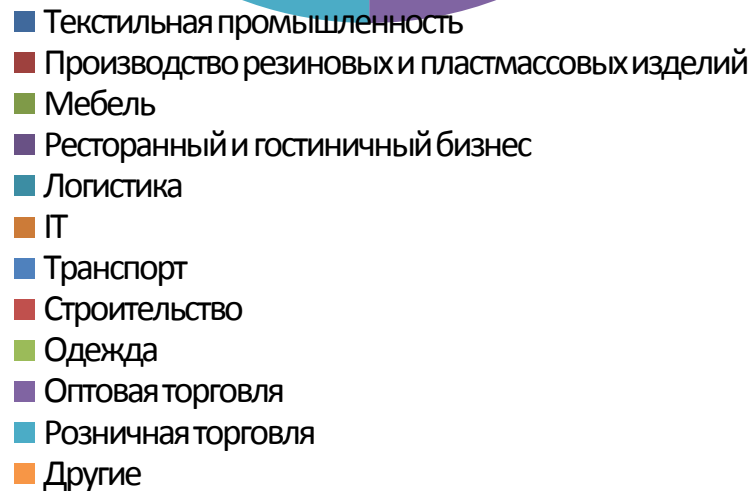 Текстильная промышленность
Производство резиновых и пластмассовых изделий
Мебель
Ресторанный и гостиничный бизнес
Логистика
IT
Транспорт
Строительство
Одежда
Оптовая торговля
Розничная торговля
Другие